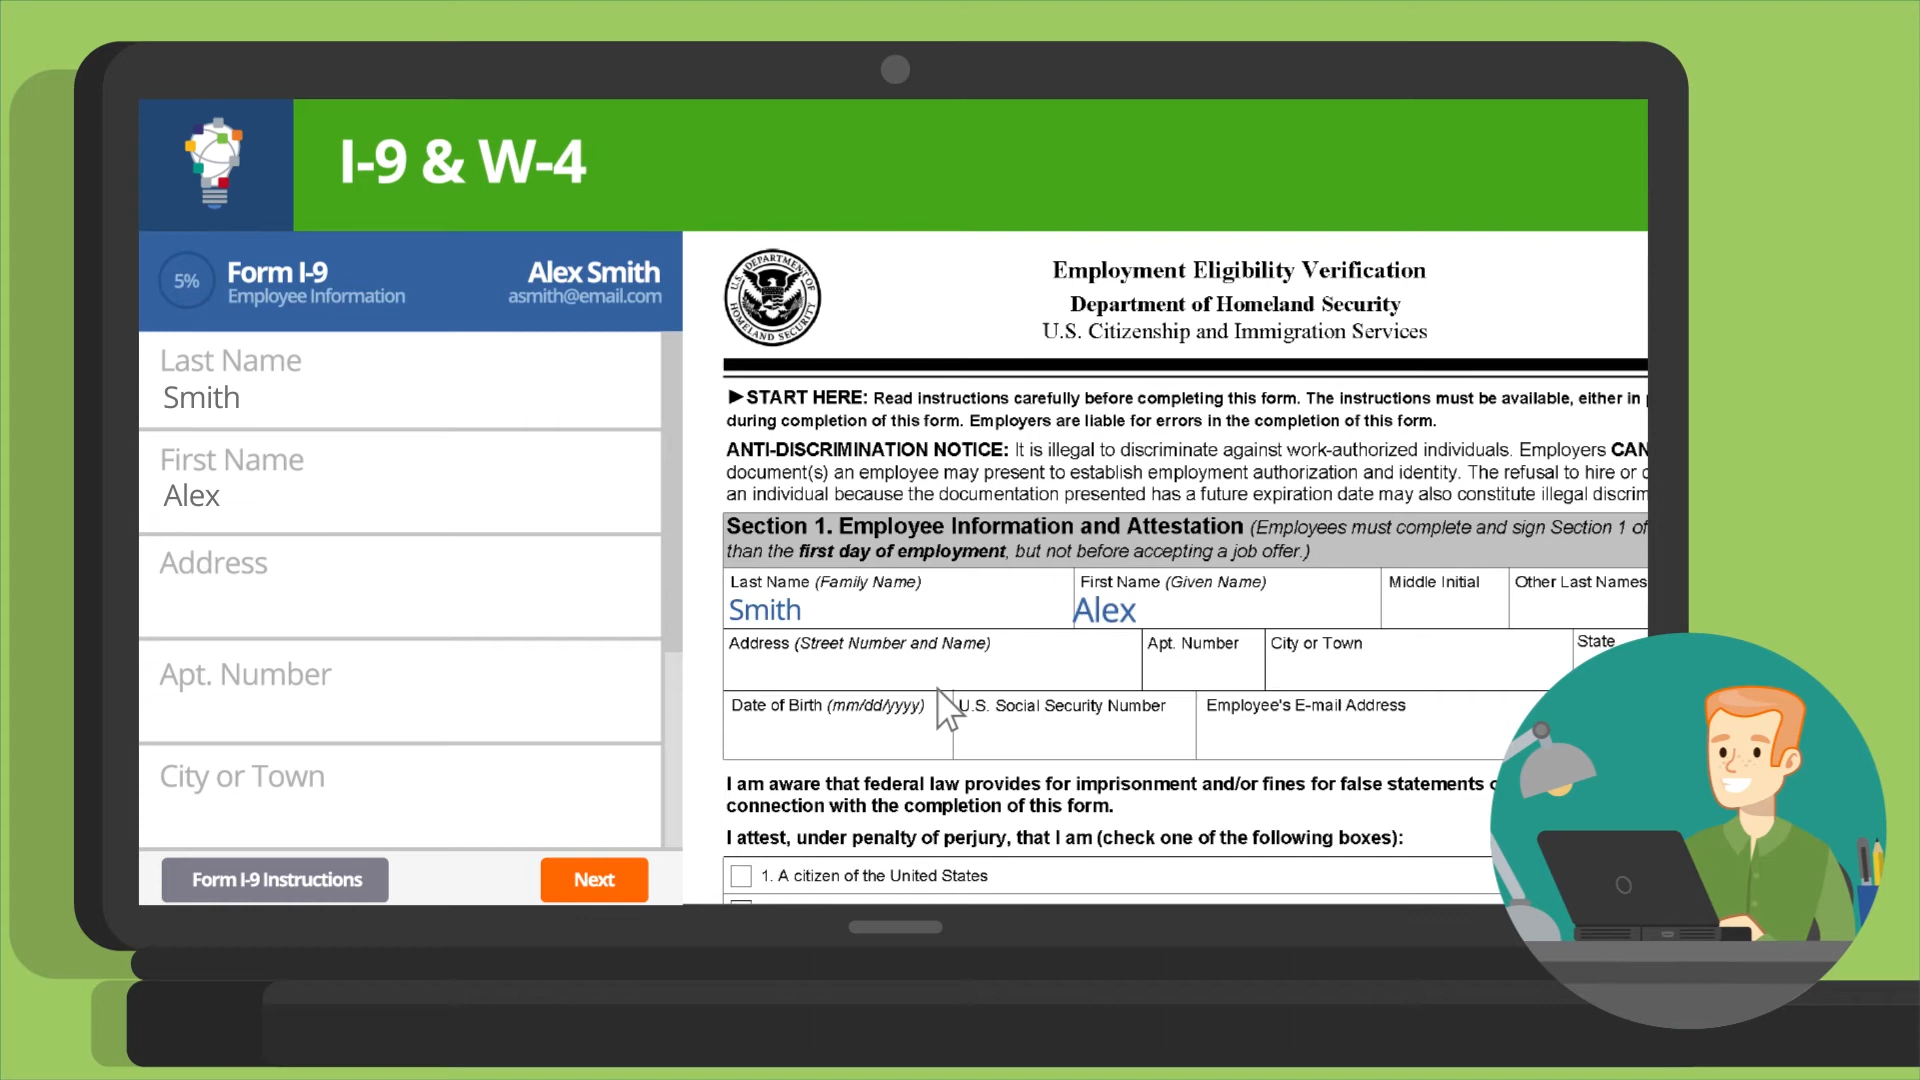 I-9 & W-4
5%
Form I-9
Employee Information
Alex Smith
asmith@email.com
Last Name
Smith
First Name
Alex
Address
Apt. Number
City or Town
Form I-9 Instructions
Next
U.S. DEPARTMENT OF HOMELAND SECURITY
Employment Eligibility Verification
Department of Homeland Security
U.S. Citizenship and Immigration Services
►START HERE: Read instructions carefully before completing this form. The instructions must be available, either in
during completion of this form. Employers are liable for errors in the completion of this form.
ANTI-DISCRIMINATION NOTICE: It is illegal to discriminate against work-authorized individuals. Employers CAN
document(s) an employee may present to establish employment authorization and identity. The refusal to hire or
an individual because the documentation presented has a future expiration date may also constitute illegal discrim
Section 1. Employee Information and Attestation (Employees must complete and sign Section 1 of
than the first day of employment, but not before accepting a job offer.)
Last Name (Family Name) First Name (Given Name) Middle Initial Other Last Names
Smith Alex
Address (Street Number and Name) Apt. Number City or Town State
Date of Birth (mm/dd/yyyy) U.S. Social Security Number Employee's E-mail Address
I am aware that federal law provides for imprisonment and/or fines for false statements
connection with the completion of this form.
I attest, under penalty of perjury, that I am (check one of the following boxes):
1. A citizen of the United States